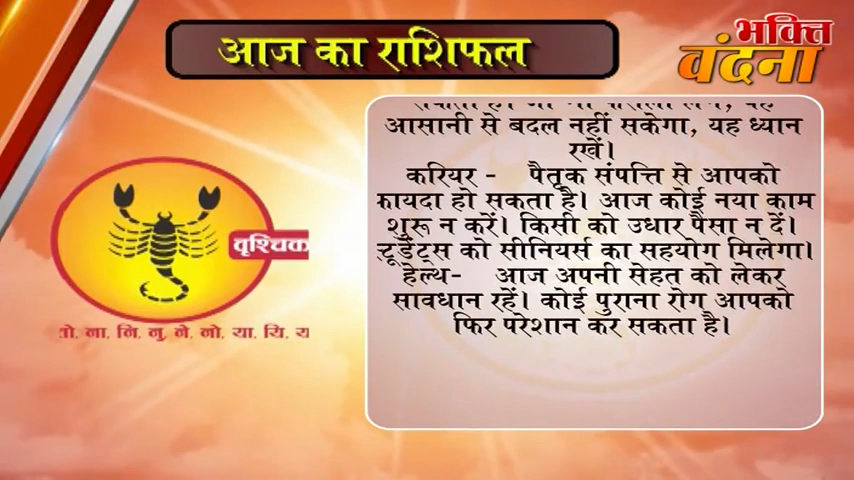 आज का राशिफल
भक्ति
वंदना
आसानी से बदल नहीं सकेगा, यह ध्यान
रखें।
करियर - पैतृक संपत्ति से आपको
फायदा हो सकता है। आज कोई नया काम
शुरू न करें। किसी को उधार पैसा न दें।
स्टूडेंट्स को सीनियर्स का सहयोग मिलेगा।
हेल्थ- आज अपनी सेहत को लेकर
सावधान रहें। कोई पुराना रोग आपको
फिर परेशान कर सकता है।
वृश्चिक
ना, नि, नु, ने, नो, या, यि, य